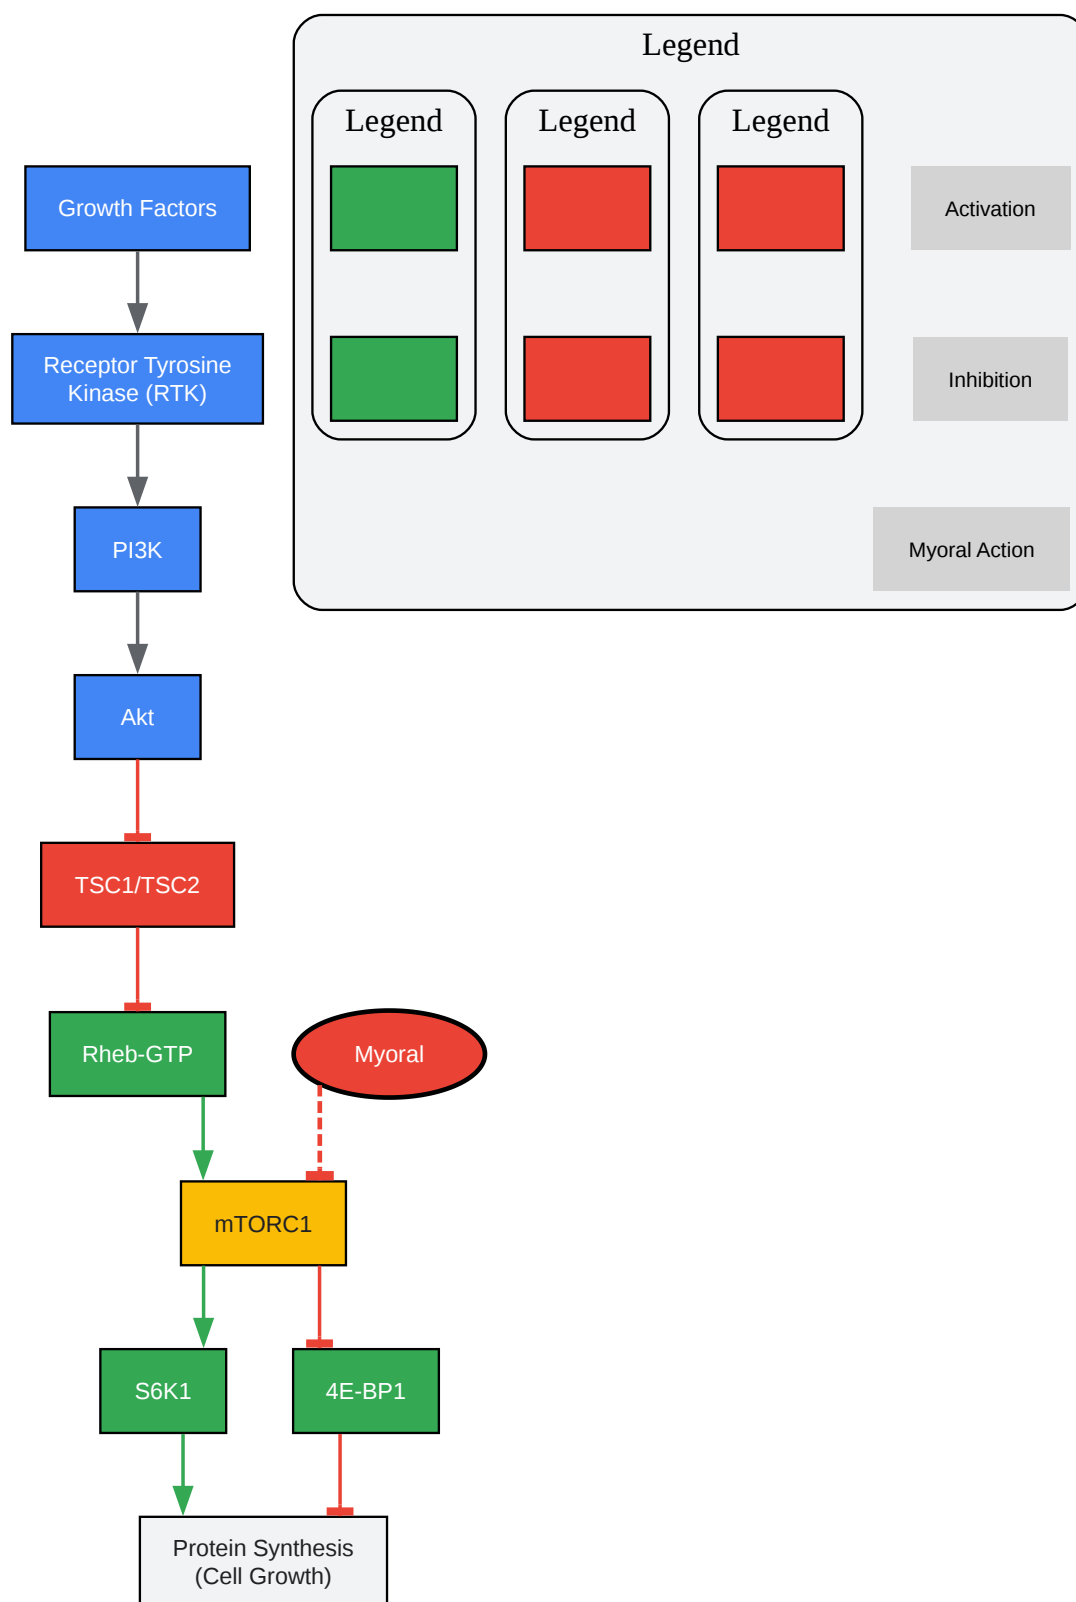 Legend
Legend
Legend
Legend
Activation
Inhibition
Myoral Action
Growth Factors
Receptor Tyrosine
Kinase (RTK)
PI3K
Akt
TSC1/TSC2
Rheb-GTP
Myoral
mTORC1
S6K1
4E-BP1
Protein Synthesis
(Cell Growth)